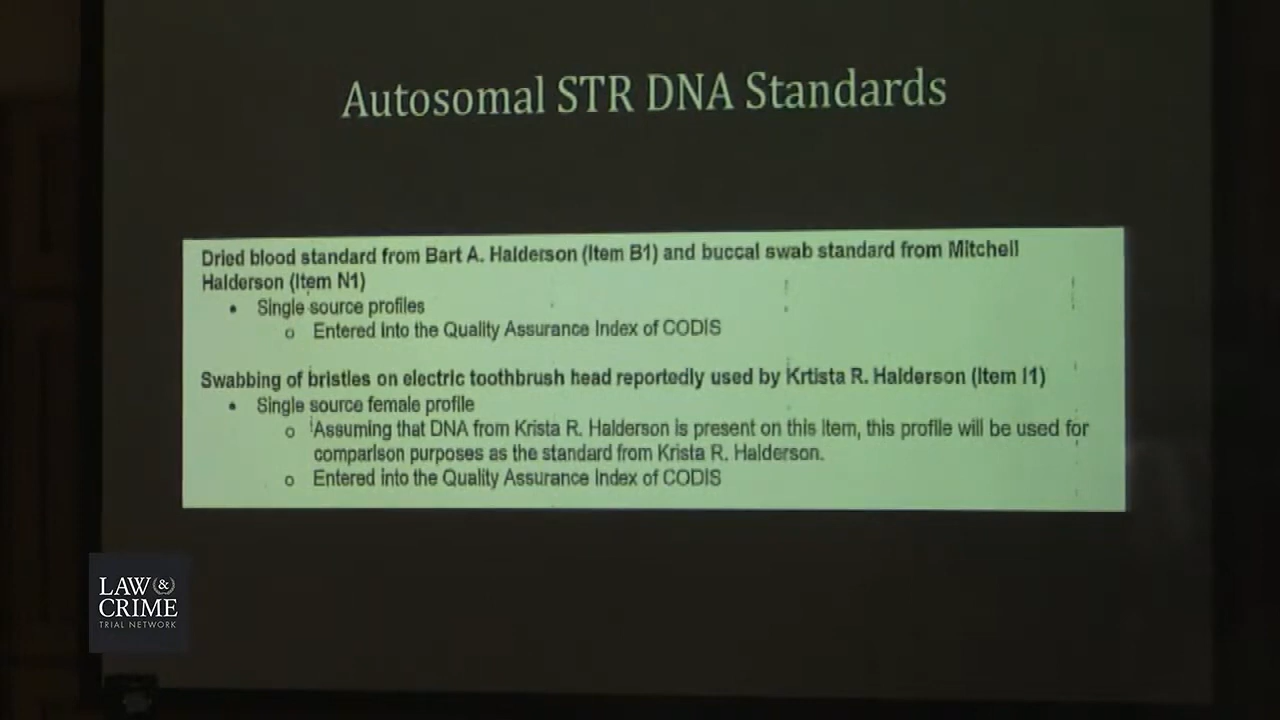 Autosomal STR DNA Standards
Dried blood standard from Bart A. Halderson (Item B1) and buccal swab standard from Mitchell
Halderson (Item N1)
• Single source profiles
o Entered into the Quality Assurance Index of CODIS
Swabbing of bristles on electric toothbrush head reportedly used by Krtista R. Halderson (Item I1)
• Single source female profile
o Assuming that DNA from Krista R. Halderson is present on this item, this profile will be used for
comparison purposes as the standard from Krista R. Halderson.
o Entered into the Quality Assurance Index of CODIS
LAW &
CRIME
TRIAL NETWORK